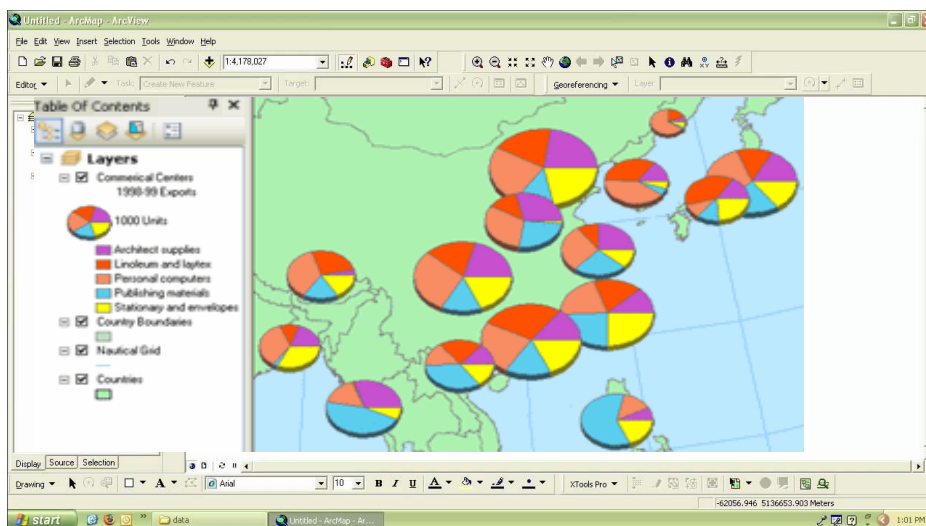 Untitled - ArcMap - ArcView
File Edit View Insert Selection Tools Window Help
1:4,178,027
Editor Task: Create New Feature Target: Georeferencing Layer:
Table Of Contents
Layers
Commerical Centers
1998-99 Exports
1000 Units
Architect supplies
Linoleum and laytex
Personal computers
Publishing materials
Stationary and envelopes
Country Boundaries
Nautical Grid
Countries
Display Source Selection
Drawing A Arial 10 B I U A XTools Pro
-62056.946 5136653.903 Meters
start data Untitled - ArcMap - Ar... 1:01 PM